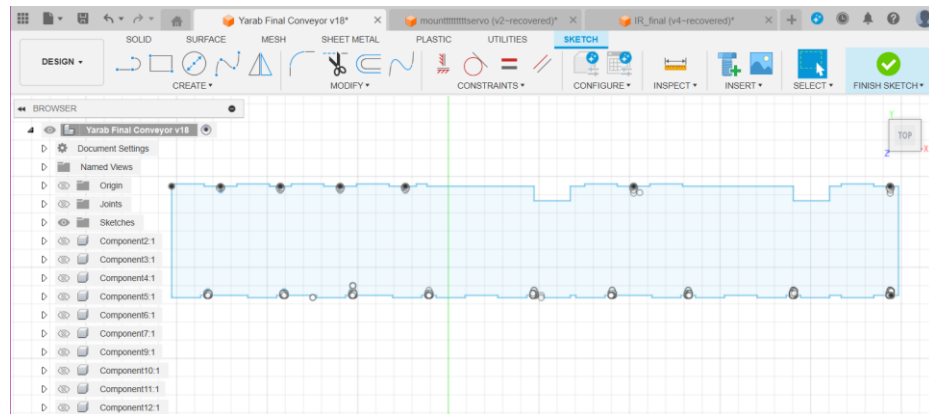 Yarab Final Conveyor v18*
mountttttttttservo (v2~recovered)*
IR_final (v4~recovered)*
SOLID SURFACE MESH SHEET METAL PLASTIC UTILITIES SKETCH
DESIGN
CREATE MODIFY CONSTRAINTS CONFIGURE INSPECT INSERT SELECT FINISH SKETCH
BROWSER
TOP
Y
X
Z
Yarab Final Conveyor v18
Document Settings
Named Views
Origin
Joints
Sketches
Component2:1
Component3:1
Component4:1
Component5:1
Component6:1
Component7:1
Component9:1
Component10:1
Component11:1
Component12:1